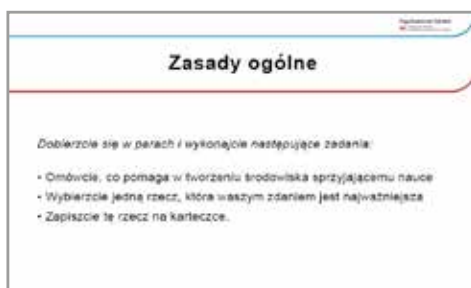 Zasady ogólne
Dobierzcie się w parach i wykonajcie następujące zadania:
• Omówcie, co pomaga w tworzeniu środowiska sprzyjającemu nauce
• Wybierzcie jedną rzecz, która waszym zdaniem jest najważniejsza
• Zapiszcie tę rzecz na karteczce.